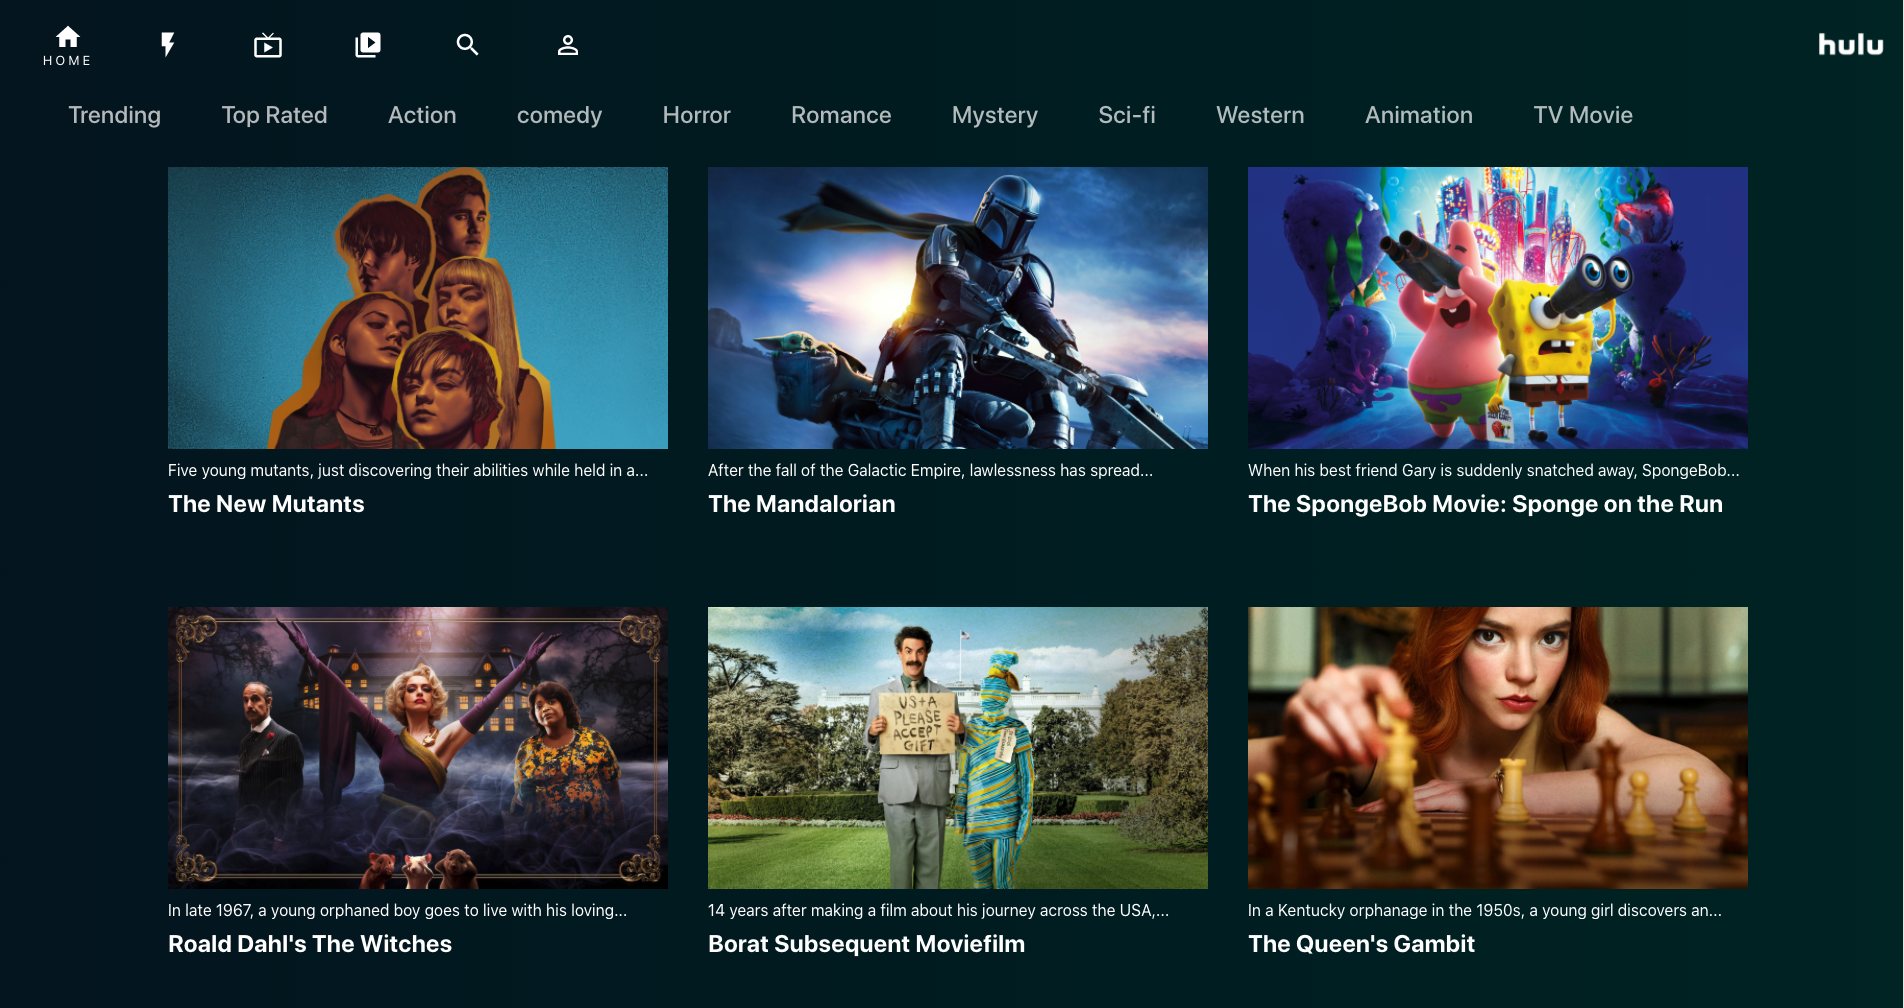 HOME
hulu
Trending
Top Rated
Action
comedy
Horror
Romance
Mystery
Sci-fi
Western
Animation
TV Movie
Five young mutants, just discovering their abilities while held in a...
The New Mutants
After the fall of the Galactic Empire, lawlessness has spread...
The Mandalorian
When his best friend Gary is suddenly snatched away, SpongeBob...
The SpongeBob Movie: Sponge on the Run
US+A
PLEASE
ACCEPT
GIFT
In late 1967, a young orphaned boy goes to live with his loving...
Roald Dahl's The Witches
14 years after making a film about his journey across the USA,...
Borat Subsequent Moviefilm
In a Kentucky orphanage in the 1950s, a young girl discovers an...
The Queen's Gambit